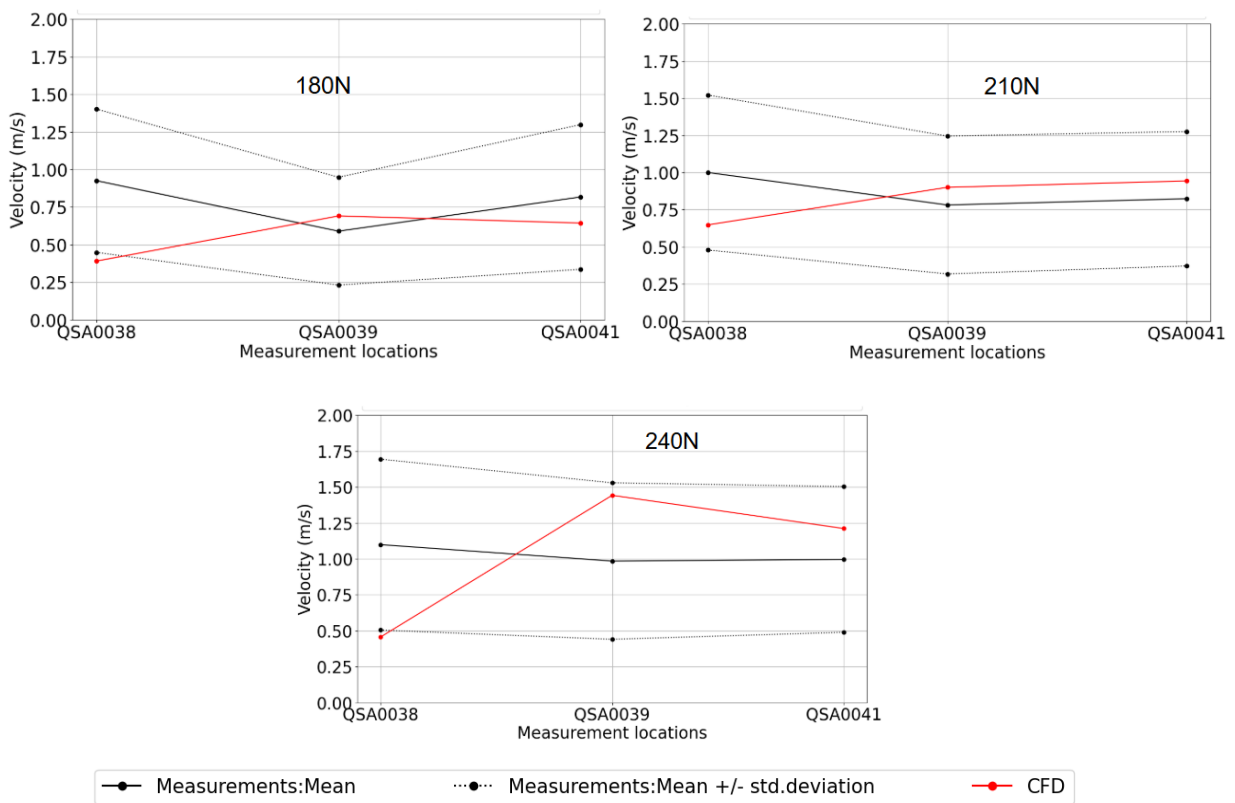 2.00
1.75
1.50
1.25
1.00
0.75
0.50
0.25
0.00
Velocity (m/s)
180N
QSA0038 QSA0039 QSA0041
Measurement locations
2.00
1.75
1.50
1.25
1.00
0.75
0.50
0.25
0.00
Velocity (m/s)
210N
QSA0038 QSA0039 QSA0041
Measurement locations
2.00
1.75
1.50
1.25
1.00
0.75
0.50
0.25
0.00
Velocity (m/s)
240N
QSA0038 QSA0039 QSA0041
Measurement locations
Measurements:Mean Measurements:Mean +/- std.deviation CFD